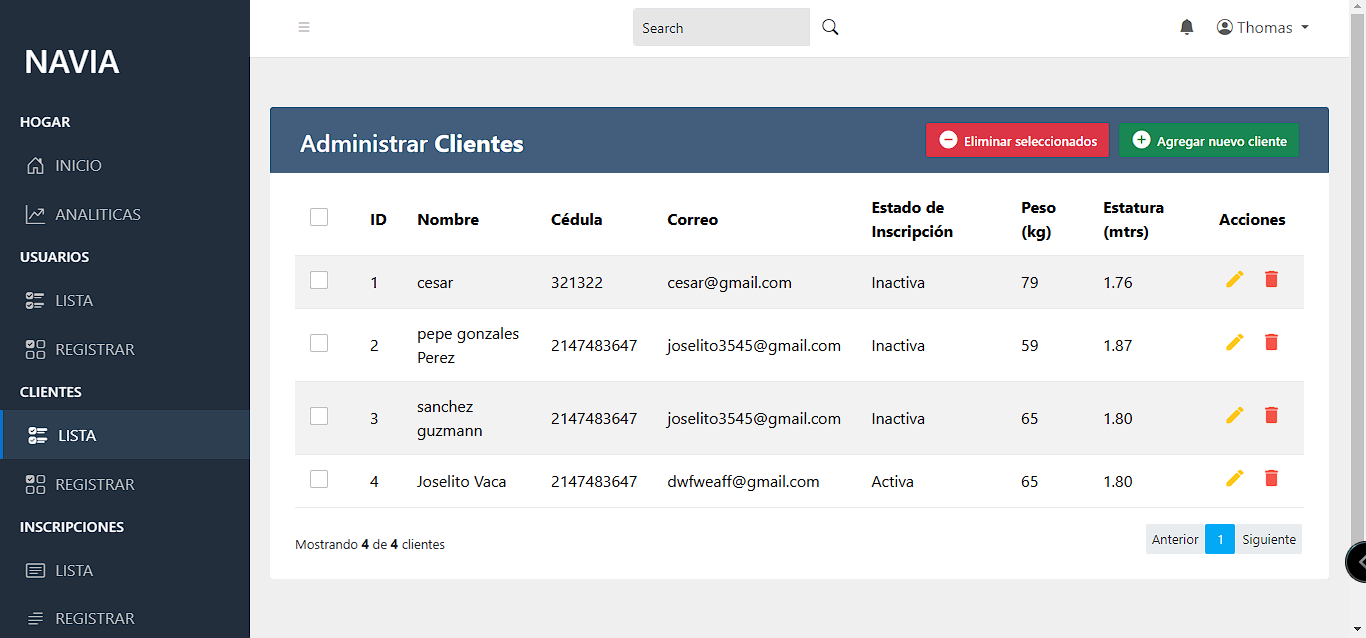 NAVIA
HOGAR
INICIO
ANALITICAS
USUARIOS
LISTA
REGISTRAR
CLIENTES
LISTA
REGISTRAR
INSCRIPCIONES
LISTA
REGISTRAR
Search
Thomas
Administrar Clientes
Eliminar seleccionados
Agregar nuevo cliente
ID Nombre Cédula Correo Estado de Inscripción Peso (kg) Estatura (mtrs) Acciones
1 cesar 321322 cesar@gmail.com Inactiva 79 1.76
2 pepe gonzales Perez 2147483647 joselito3545@gmail.com Inactiva 59 1.87
3 sanchez guzmann 2147483647 joselito3545@gmail.com Inactiva 65 1.80
4 Joselito Vaca 2147483647 dwfweaff@gmail.com Activa 65 1.80
Mostrando 4 de 4 clientes
Anterior 1 Siguiente